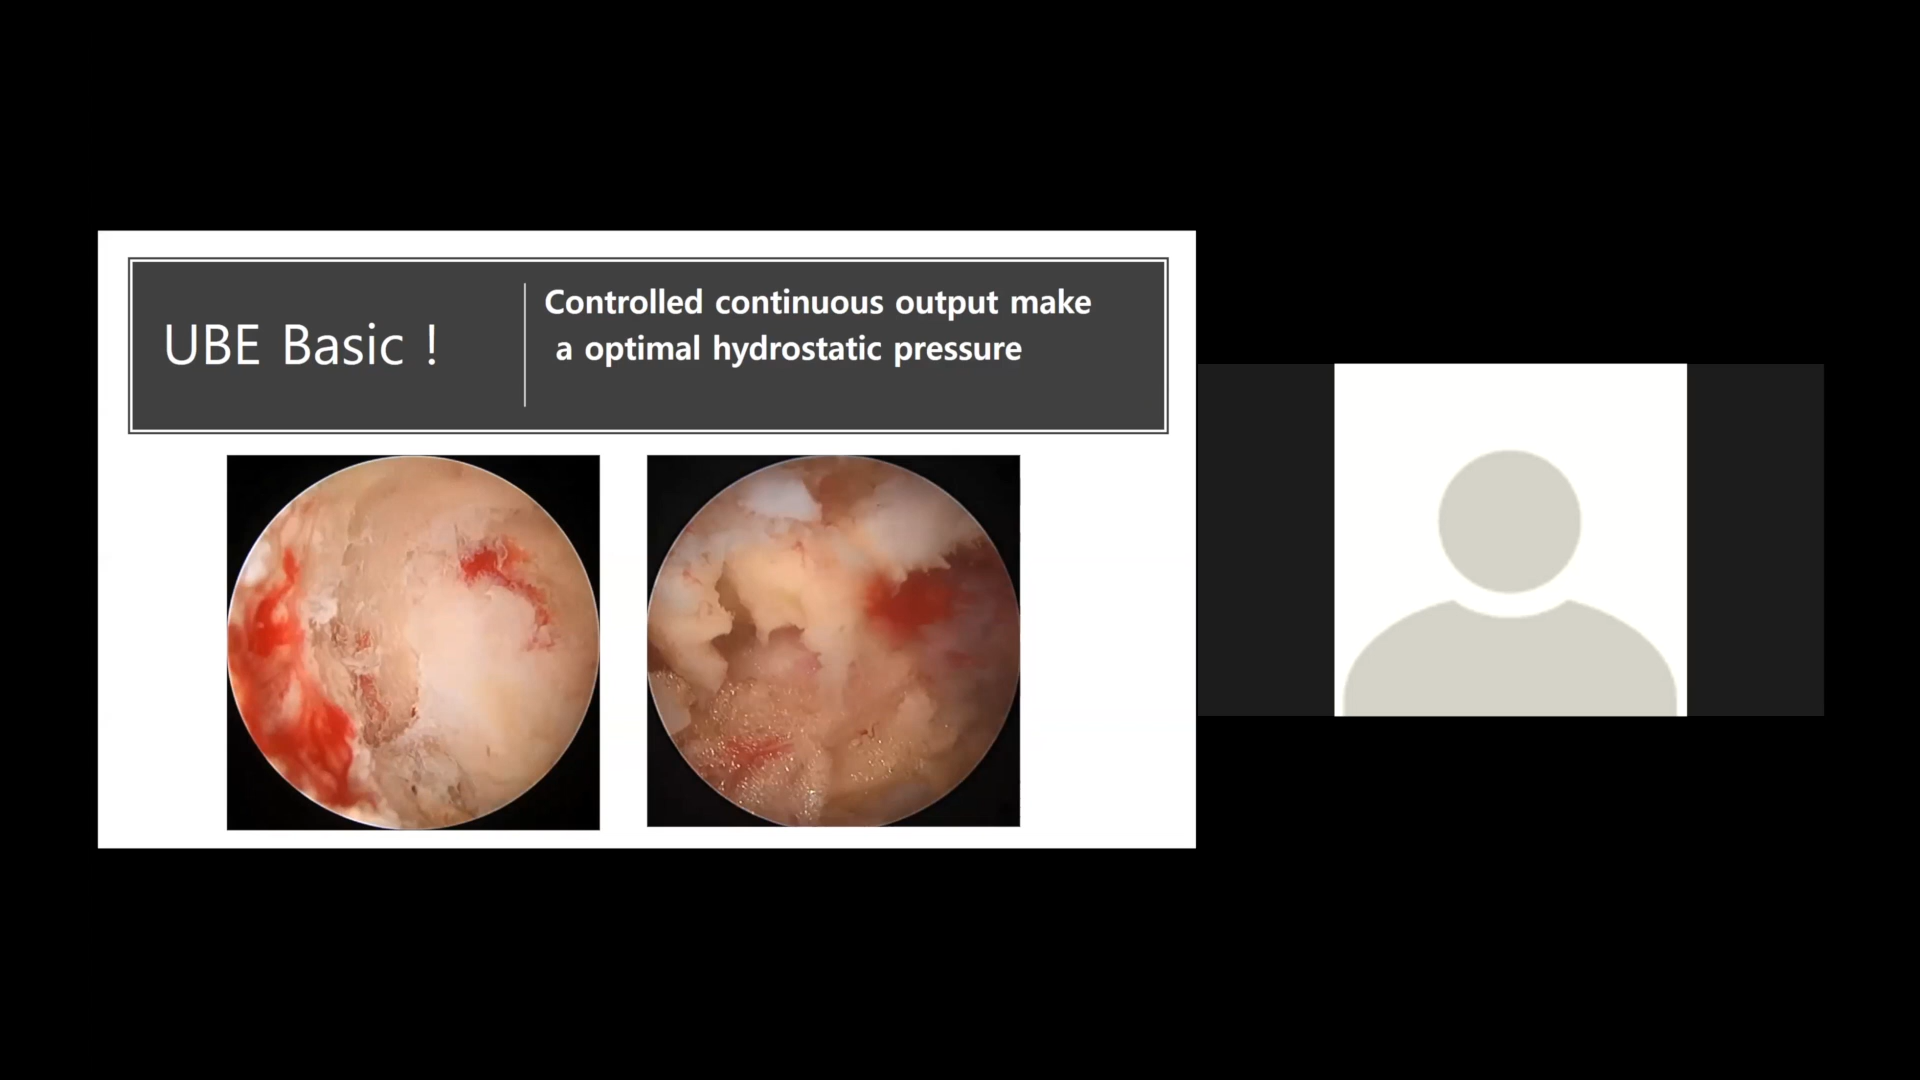 UBE Basic !
Controlled continuous output make
a optimal hydrostatic pressure